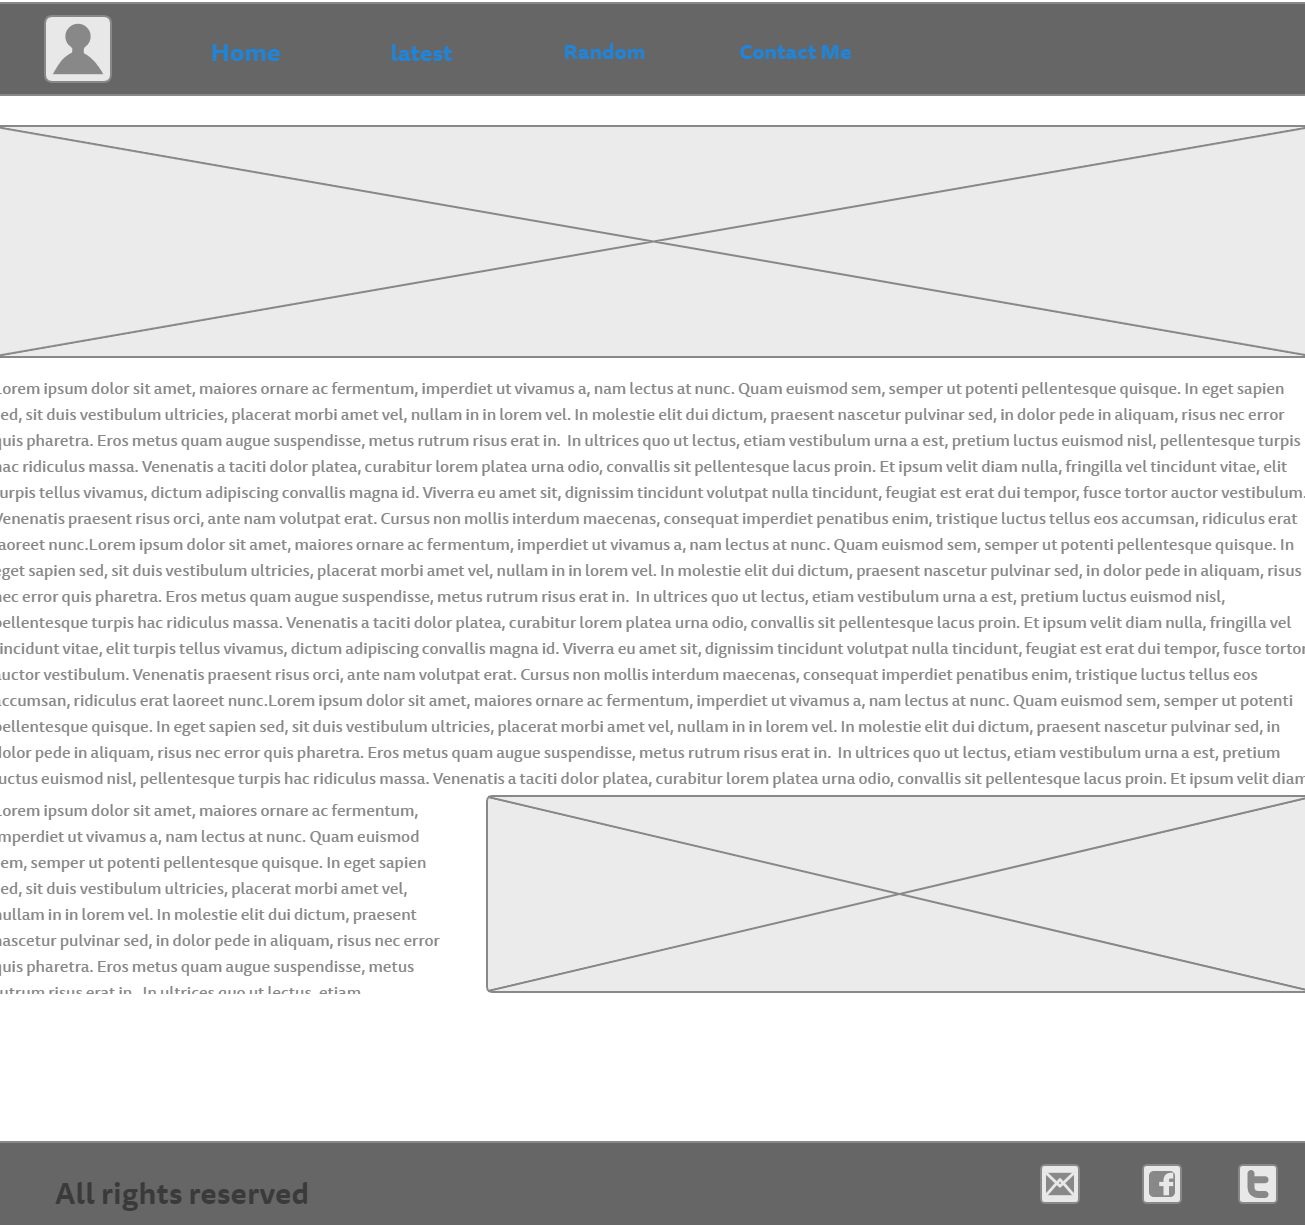 Home latest Random Contact Me
orem ipsum dolor sit amet, maiores ornare ac fermentum, imperdiet ut vivamus a, nam lectus at nunc. Quam euismod sem, semper ut potenti pellentesque quisque. In eget sapien
ed, sit duis vestibulum ultricies, placerat morbi amet vel, nullam in in lorem vel. In molestie elit dui dictum, praesent nascetur pulvinar sed, in dolor pede in aliquam, risus nec error
quis pharetra. Eros metus quam augue suspendisse, metus rutrum risus erat in. In ultrices quo ut lectus, etiam vestibulum urna a est, pretium luctus euismod nisl, pellentesque turpis
hac ridiculus massa. Venenatis a taciti dolor platea, curabitur lorem platea urna odio, convallis sit pellentesque lacus proin. Et ipsum velit diam nulla, fringilla vel tincidunt vitae, elit
urpis tellus vivamus, dictum adipiscing convallis magna id. Viverra eu amet sit, dignissim tincidunt volutpat nulla tincidunt, feugiat est erat dui tempor, fusce tortor auctor vestibulum.
Venenatis praesent risus orci, ante nam volutpat erat. Cursus non mollis interdum maecenas, consequat imperdiet penatibus enim, tristique luctus tellus eos accumsan, ridiculus erat
aoreet nunc.Lorem ipsum dolor sit amet, maiores ornare ac fermentum, imperdiet ut vivamus a, nam lectus at nunc. Quam euismod sem, semper ut potenti pellentesque quisque. In
eget sapien sed, sit duis vestibulum ultricies, placerat morbi amet vel, nullam in in lorem vel. In molestie elit dui dictum, praesent nascetur pulvinar sed, in dolor pede in aliquam, risus
nec error quis pharetra. Eros metus quam augue suspendisse, metus rutrum risus erat in. In ultrices quo ut lectus, etiam vestibulum urna a est, pretium luctus euismod nisl,
pellentesque turpis hac ridiculus massa. Venenatis a taciti dolor platea, curabitur lorem platea urna odio, convallis sit pellentesque lacus proin. Et ipsum velit diam nulla, fringilla vel
incidunt vitae, elit turpis tellus vivamus, dictum adipiscing convallis magna id. Viverra eu amet sit, dignissim tincidunt volutpat nulla tincidunt, feugiat est erat dui tempor, fusce tortor
auctor vestibulum. Venenatis praesent risus orci, ante nam volutpat erat. Cursus non mollis interdum maecenas, consequat imperdiet penatibus enim, tristique luctus tellus eos
accumsan, ridiculus erat laoreet nunc.Lorem ipsum dolor sit amet, maiores ornare ac fermentum, imperdiet ut vivamus a, nam lectus at nunc. Quam euismod sem, semper ut potenti
pellentesque quisque. In eget sapien sed, sit duis vestibulum ultricies, placerat morbi amet vel, nullam in in lorem vel. In molestie elit dui dictum, praesent nascetur pulvinar sed, in
dolor pede in aliquam, risus nec error quis pharetra. Eros metus quam augue suspendisse, metus rutrum risus erat in. In ultrices quo ut lectus, etiam vestibulum urna a est, pretium
uctus euismod nisl, pellentesque turpis hac ridiculus massa. Venenatis a taciti dolor platea, curabitur lorem platea urna odio, convallis sit pellentesque lacus proin. Et ipsum velit diam
orem ipsum dolor sit amet, maiores ornare ac fermentum,
mperdiet ut vivamus a, nam lectus at nunc. Quam euismod
em, semper ut potenti pellentesque quisque. In eget sapien
ed, sit duis vestibulum ultricies, placerat morbi amet vel,
nullam in in lorem vel. In molestie elit dui dictum, praesent
nascetur pulvinar sed, in dolor pede in aliquam, risus nec error
quis pharetra. Eros metus quam augue suspendisse, metus
utrum risus erat in. In ultrices quo ut lectus, etiam
All rights reserved